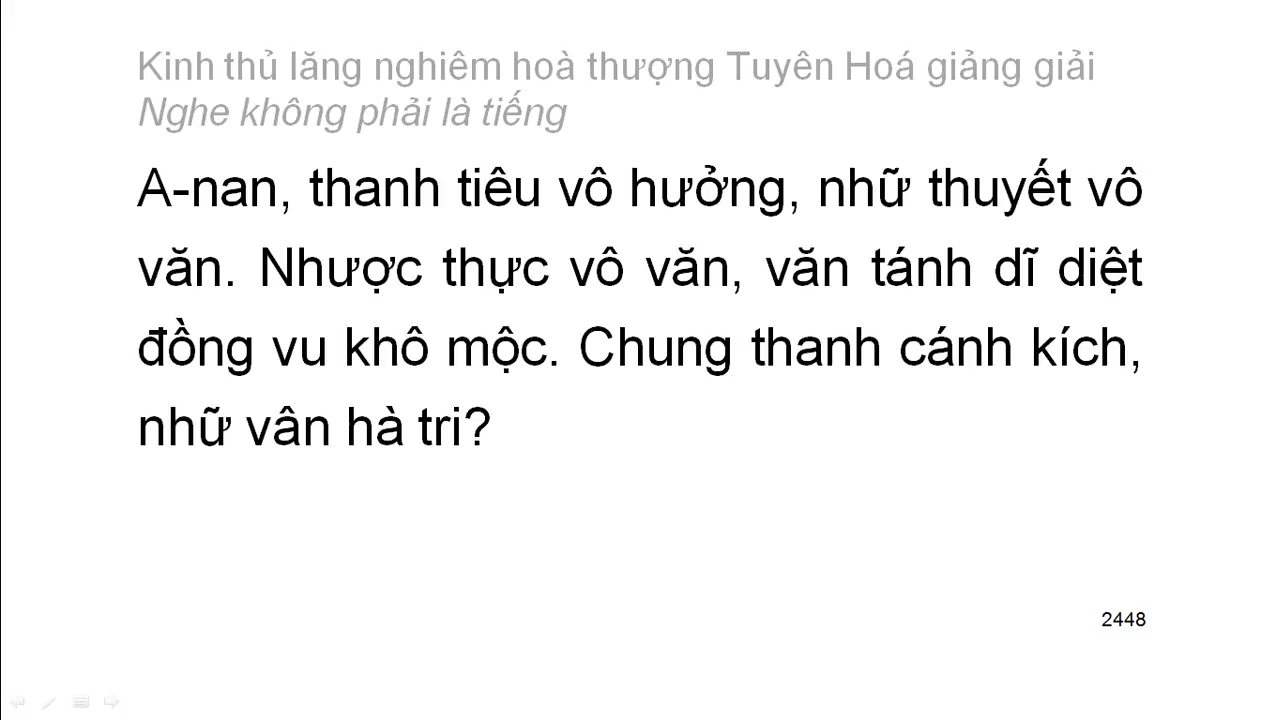 Kinh thủ lăng nghiêm hoà thượng Tuyên Hoá giảng giải
Nghe không phải là tiếng
A-nan, thanh tiêu vô hưởng, nhữ thuyết vô
văn. Nhược thực vô văn, văn tánh dĩ diệt
đồng vu khô mộc. Chung thanh cánh kích,
nhữ vân hà tri?
2448